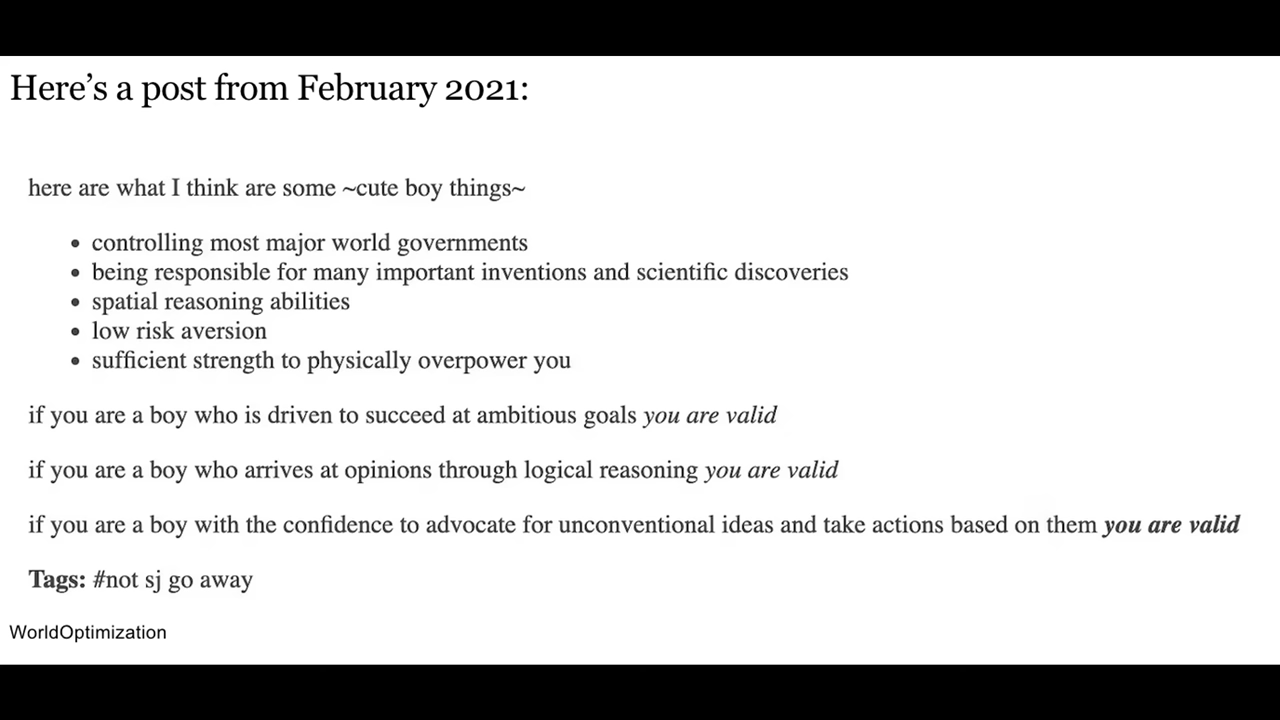 Here’s a post from February 2021:
here are what I think are some ~cute boy things~
• controlling most major world governments
• being responsible for many important inventions and scientific discoveries
• spatial reasoning abilities
• low risk aversion
• sufficient strength to physically overpower you
if you are a boy who is driven to succeed at ambitious goals you are valid
if you are a boy who arrives at opinions through logical reasoning you are valid
if you are a boy with the confidence to advocate for unconventional ideas and take actions based on them you are valid
Tags: #not sj go away
WorldOptimization